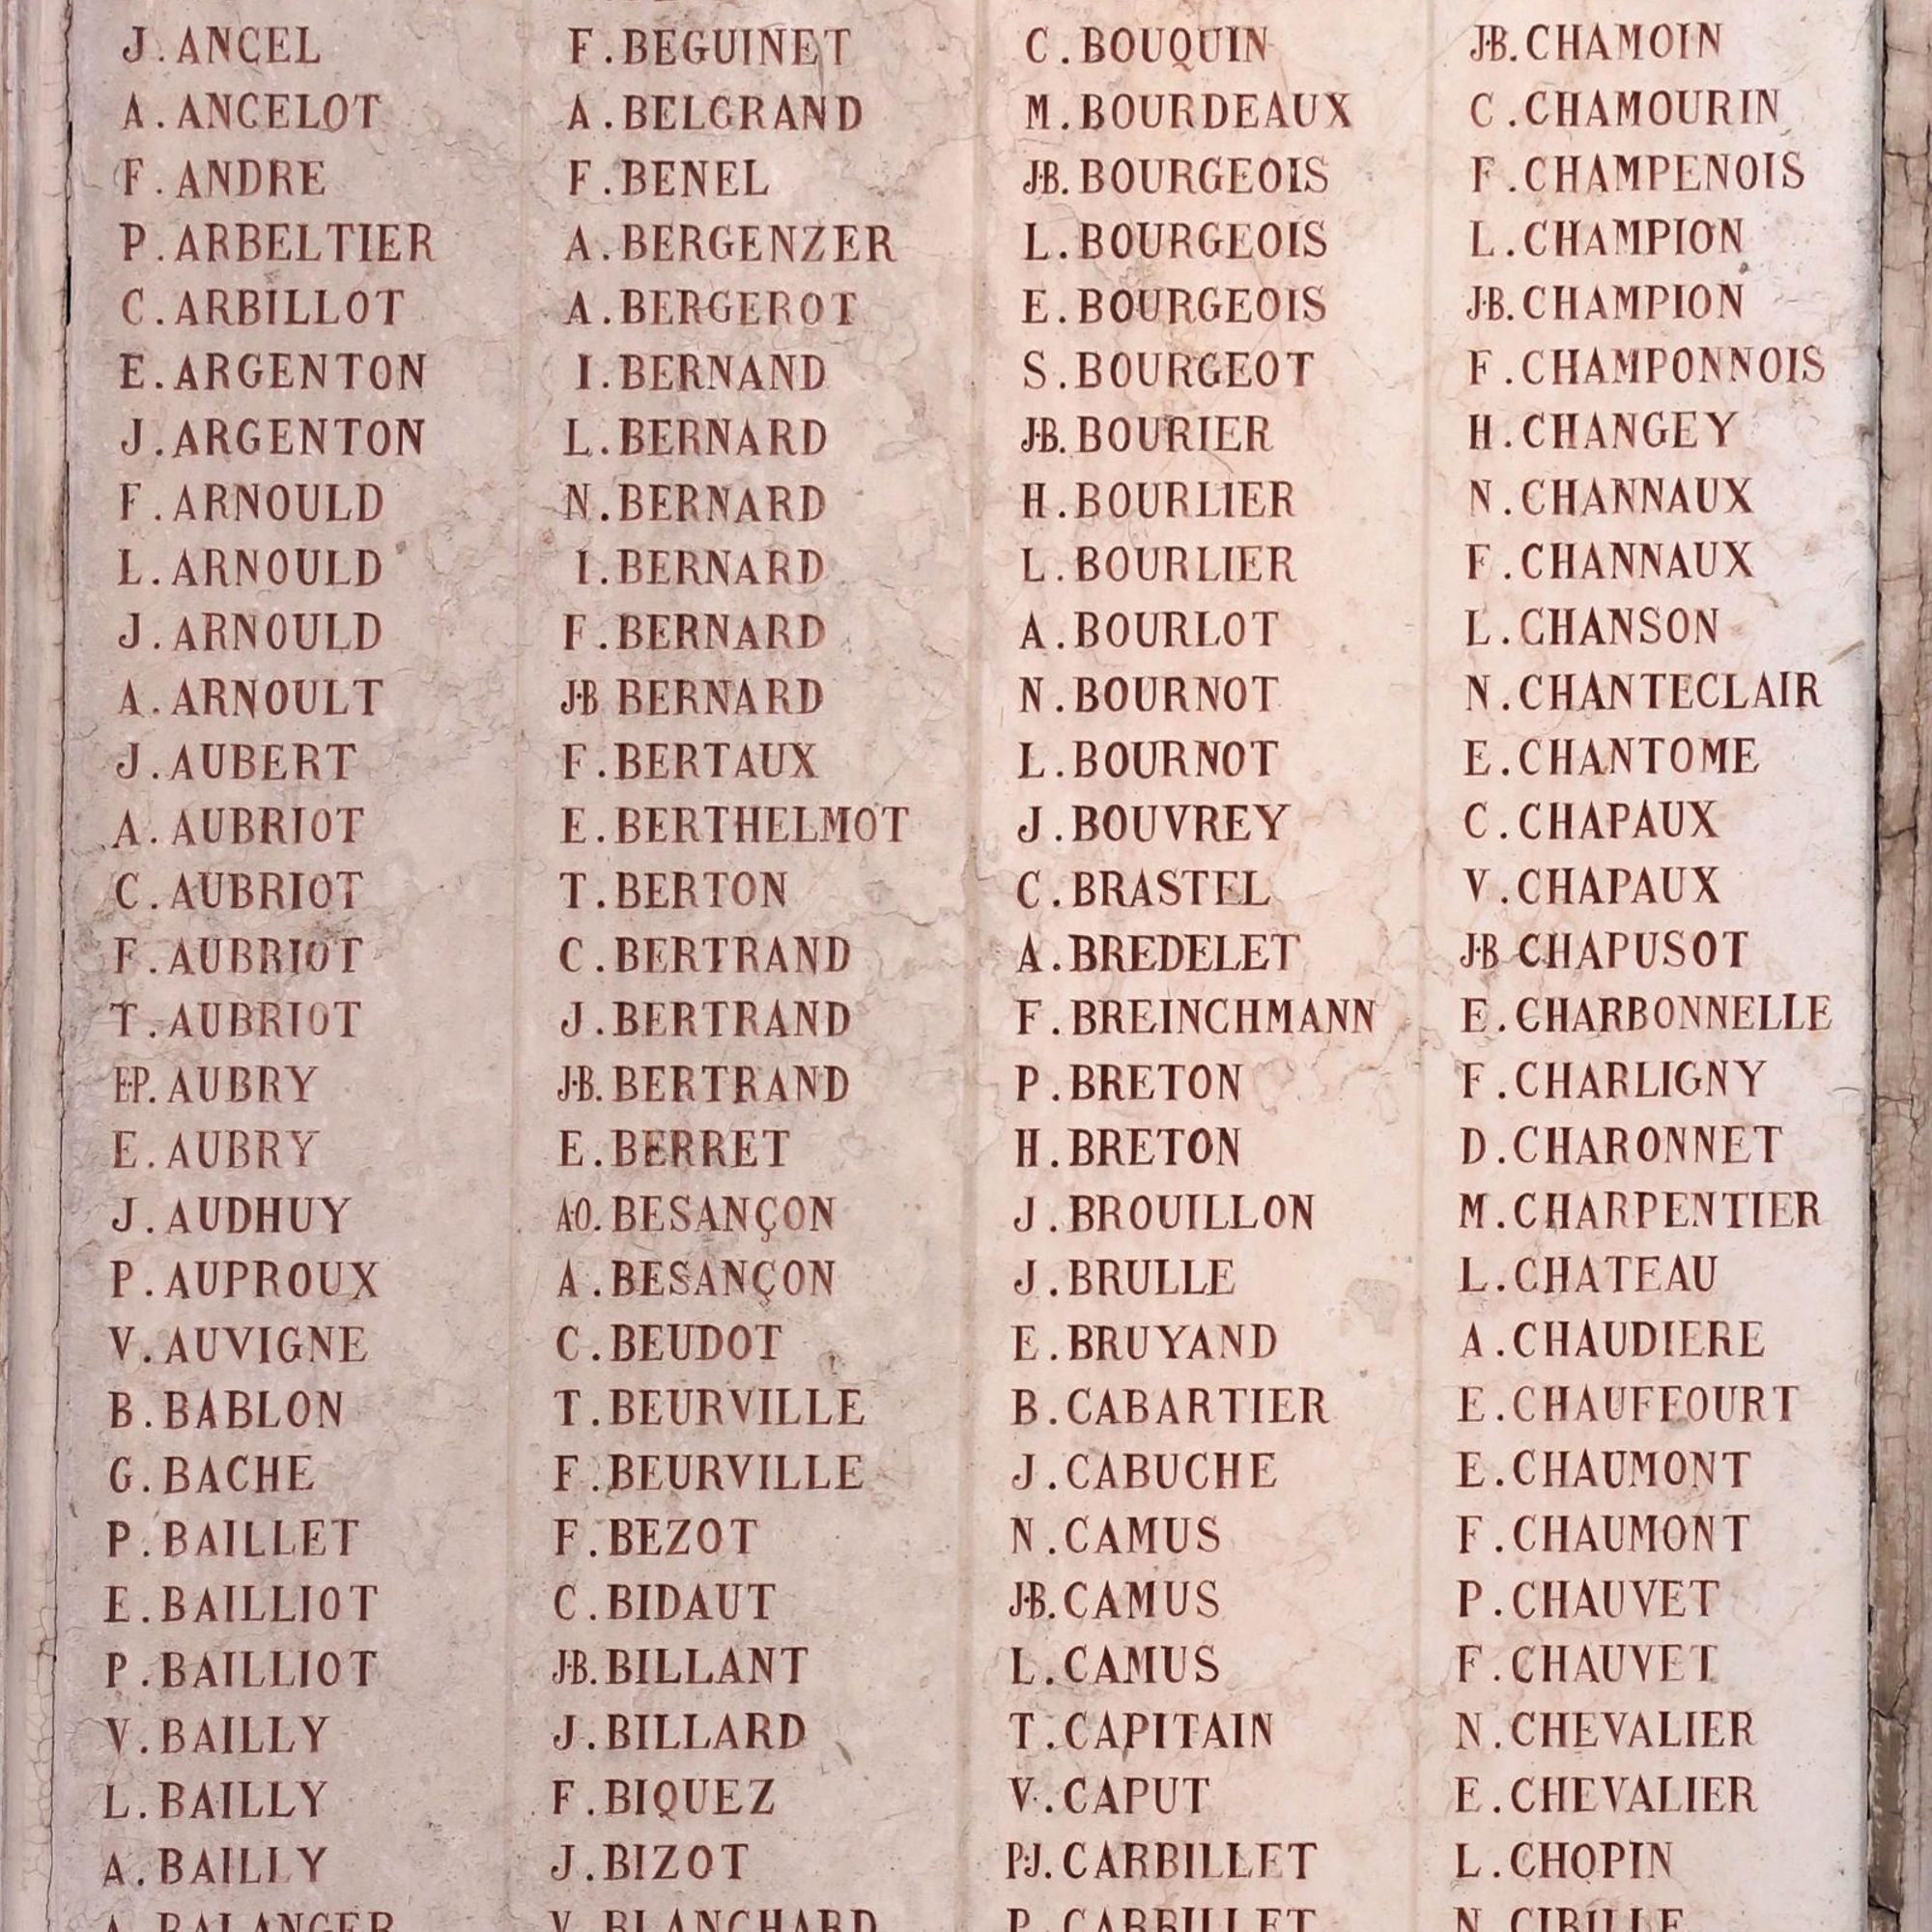 J. ANCEL
A. ANCELOT
F. ANDRE
P. ARBELTIER
C. ARBILLOT
E. ARGENTON
J. ARGENTON
F. ARNOULD
L. ARNOULD
J. ARNOULD
A. ARNOULT
J. AUBERT
A. AUBRIOT
C. AUBRIOT
F. AUBRIOT
T. AUBRIOT
E·P. AUBRY
E. AUBRY
J. AUDHUY
P. AUPROUX
V. AUVIGNE
B. BABLON
G. BACHE
P. BAILLET
E. BAILLIOT
P. BAILLIOT
V. BAILLY
L. BAILLY
A. BAILLY
A. BALANGER
F. BEGUINET
A. BELGRAND
F. BENEL
A. BERGENZER
A. BERGEROT
I. BERNAND
L. BERNARD
N. BERNARD
I. BERNARD
F. BERNARD
J·B BERNARD
F. BERTAUX
E. BERTHELMOT
T. BERTON
C. BERTRAND
J. BERTRAND
J·B. BERTRAND
E. BERRET
A·O. BESANÇON
A. BESANÇON
C. BEUDOT
T. BEURVILLE
F. BEURVILLE
F. BEZOT
C. BIDAUT
J·B. BILLANT
J. BILLARD
F. BIQUEZ
J. BIZOT
V. BLANCHARD
C. BOUQUIN
M. BOURDEAUX
J·B. BOURGEOIS
L. BOURGEOIS
E. BOURGEOIS
S. BOURGEOT
J·B. BOURIER
H. BOURLIER
L. BOURLIER
A. BOURLOT
N. BOURNOT
L. BOURNOT
J. BOUVREY
C. BRASTEL
A. BREDELET
F. BREINCHMANN
P. BRETON
H. BRETON
J. BROUILLON
J. BRULLE
E. BRUYAND
B. CABARTIER
J. CABUCHE
N. CAMUS
J·B. CAMUS
L. CAMUS
T. CAPITAIN
V. CAPUT
P·J. CARBILLET
P. CARBILLET
J·B. CHAMOIN
C. CHAMOURIN
F. CHAMPENOIS
L. CHAMPION
J·B. CHAMPION
F. CHAMPONNOIS
H. CHANGEY
N. CHANNAUX
F. CHANNAUX
L. CHANSON
N. CHANTECLAIR
E. CHANTOME
C. CHAPAUX
V. CHAPAUX
J·B CHAPUSOT
E. CHARBONNELLE
F. CHARLIGNY
D. CHARONNET
M. CHARPENTIER
L. CHATEAU
A. CHAUDIERE
E. CHAUFFOURT
E. CHAUMONT
F. CHAUMONT
P. CHAUVET
F. CHAUVET
N. CHEVALIER
E. CHEVALIER
L. CHOPIN
N. CIBILLE